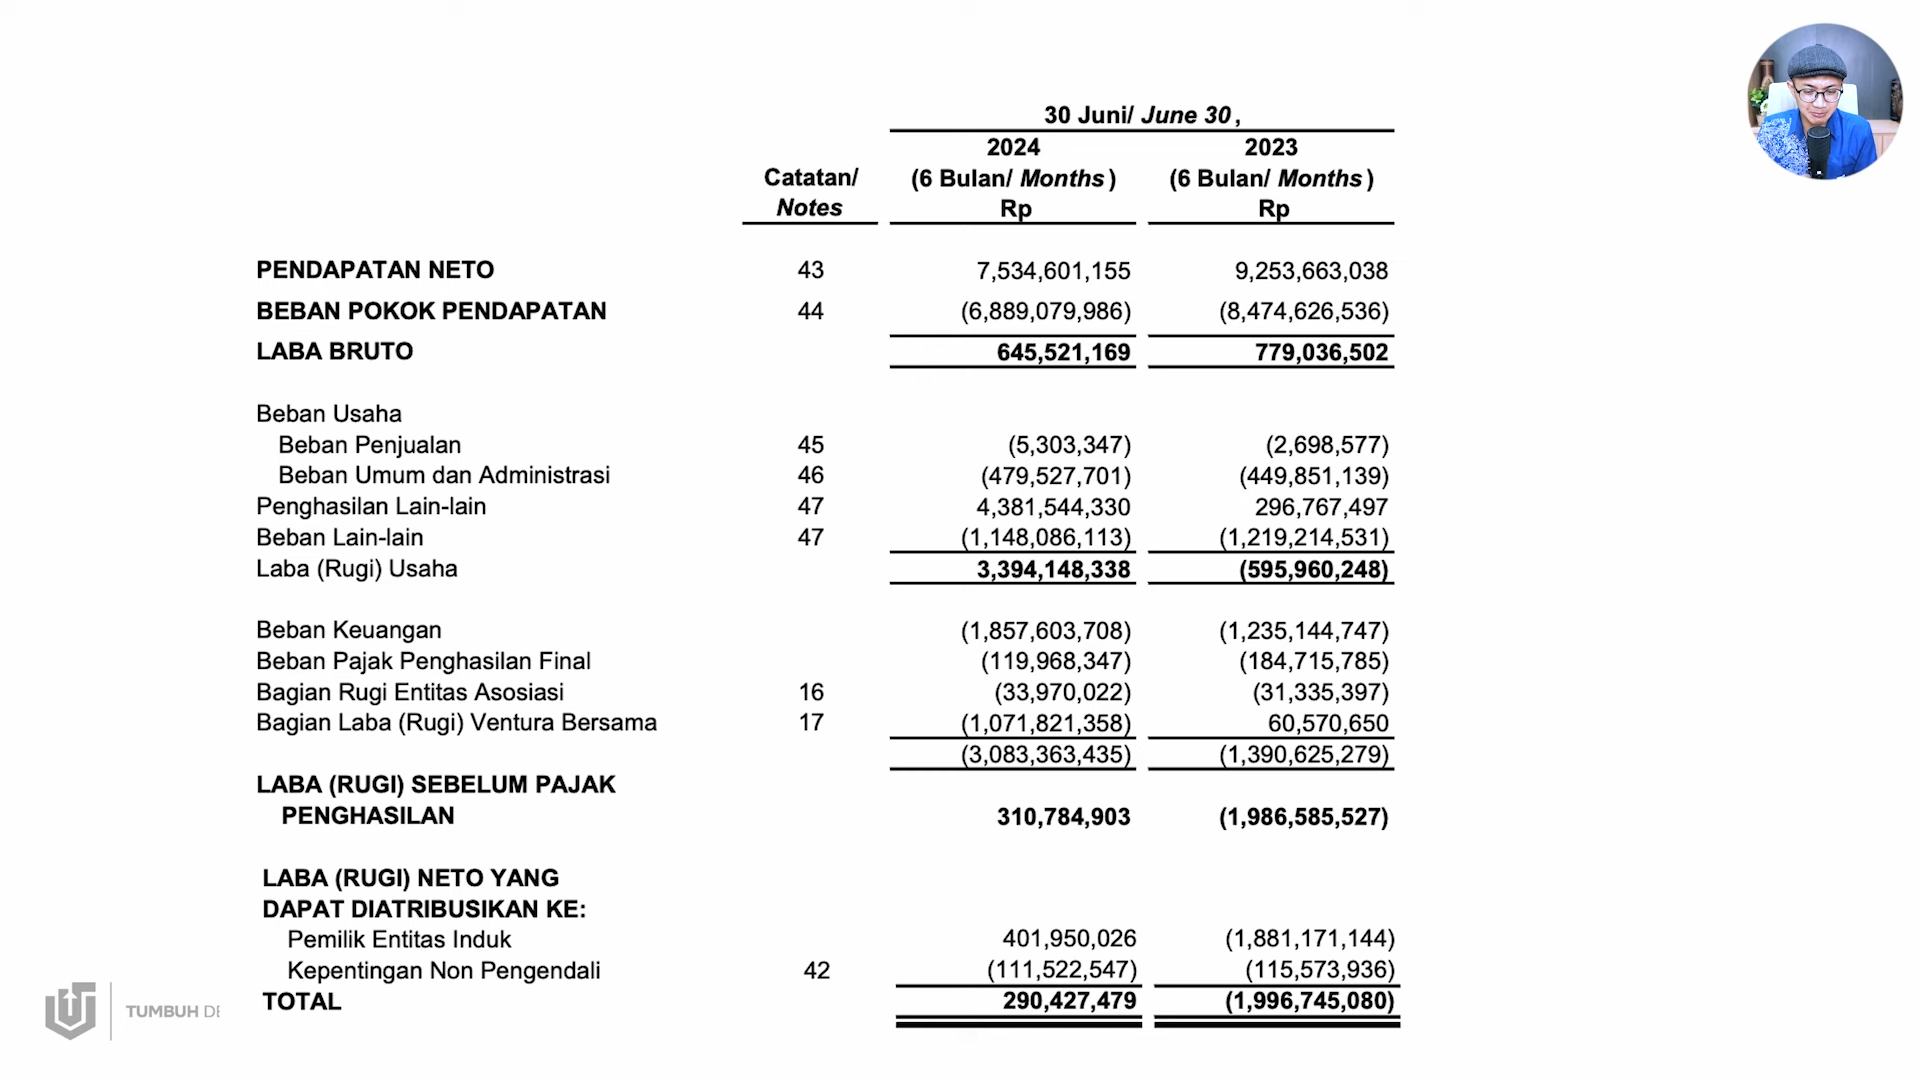 30 Juni/ June 30,
2024 2023
Catatan/ (6 Bulan/ Months) (6 Bulan/ Months)
Notes Rp Rp
PENDAPATAN NETO 43 7,534,601,155 9,253,663,038
BEBAN POKOK PENDAPATAN 44 (6,889,079,986) (8,474,626,536)
LABA BRUTO 645,521,169 779,036,502
Beban Usaha
Beban Penjualan 45 (5,303,347) (2,698,577)
Beban Umum dan Administrasi 46 (479,527,701) (449,851,139)
Penghasilan Lain-lain 47 4,381,544,330 296,767,497
Beban Lain-lain 47 (1,148,086,113) (1,219,214,531)
Laba (Rugi) Usaha 3,394,148,338 (595,960,248)
Beban Keuangan (1,857,603,708) (1,235,144,747)
Beban Pajak Penghasilan Final (119,968,347) (184,715,785)
Bagian Rugi Entitas Asosiasi 16 (33,970,022) (31,335,397)
Bagian Laba (Rugi) Ventura Bersama 17 (1,071,821,358) 60,570,650
(3,083,363,435) (1,390,625,279)
LABA (RUGI) SEBELUM PAJAK
PENGHASILAN 310,784,903 (1,986,585,527)
LABA (RUGI) NETO YANG
DAPAT DIATRIBUSIKAN KE:
Pemilik Entitas Induk 401,950,026 (1,881,171,144)
Kepentingan Non Pengendali 42 (111,522,547) (115,573,936)
TOTAL 290,427,479 (1,996,745,080)
TUMBUH DE